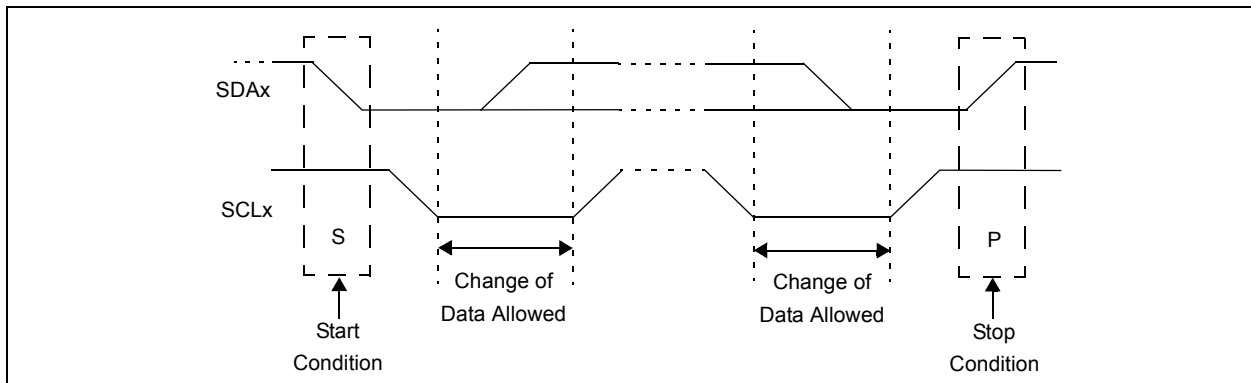 SDAx
SCLx
S
P
Change of
Data Allowed
Change of
Data Allowed
Start
Condition
Stop
Condition